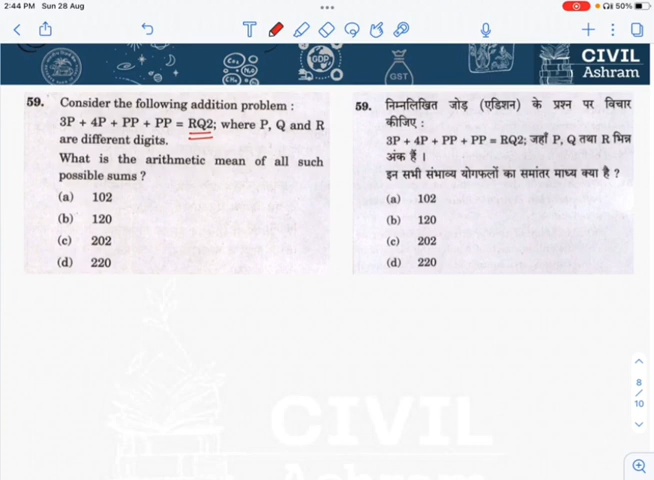 2:44 PM Sun 28 Aug
50%
T
CIVIL
Ashram
GDP
GST
59. Consider the following addition problem :
3P + 4P + PP + PP = RQ2; where P, Q and R
are different digits.
What is the arithmetic mean of all such
possible sums ?
(a) 102
(b) 120
(c) 202
(d) 220
59. निम्नलिखित जोड़ (एडिशन) के प्रश्न पर विचार
कीजिए :
3P + 4P + PP + PP = RQ2; जहाँ P, Q तथा R भिन्न
अंक हैं ।
इन सभी संभाव्य योगफलों का समांतर माध्य क्या है ?
(a) 102
(b) 120
(c) 202
(d) 220
8
/
10
CIVIL
Ashram